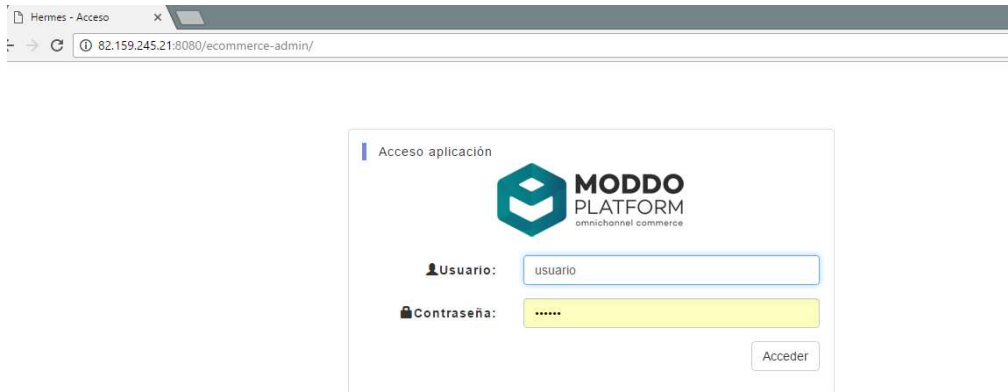 Hermes - Acceso
82.159.245.21:8080/ecommerce-admin/
Acceso aplicación
MODDO
PLATFORM
omnichannel commerce
Usuario: usuario
Contraseña: ••••••
Acceder